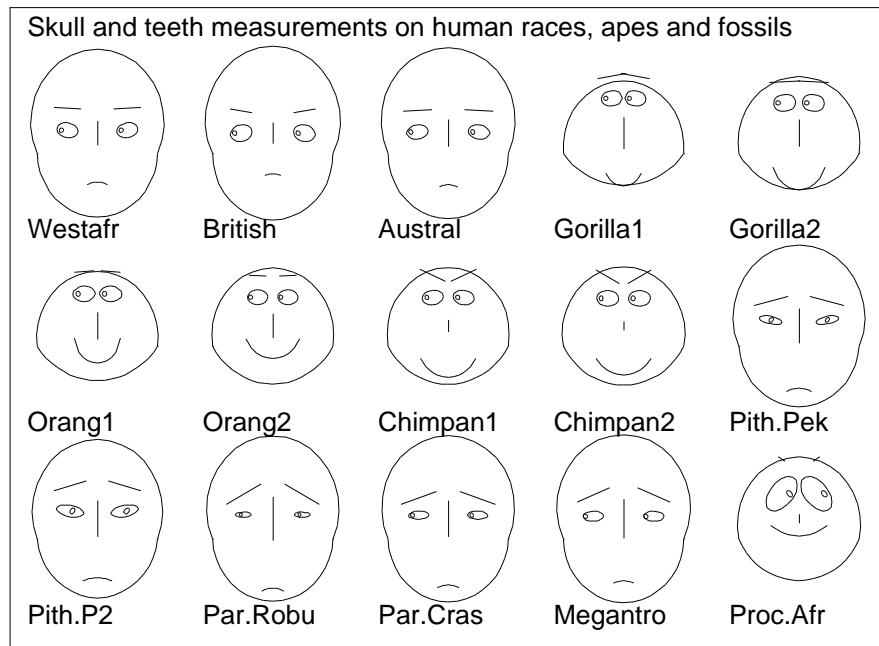 Skull and teeth measurements on human races, apes and fossils
Westafr British Austral Gorilla1 Gorilla2
Orang1 Orang2 Chimpan1 Chimpan2 Pith.Pek
Pith.P2 Par.Robu Par.Cras Megantro Proc.Afr